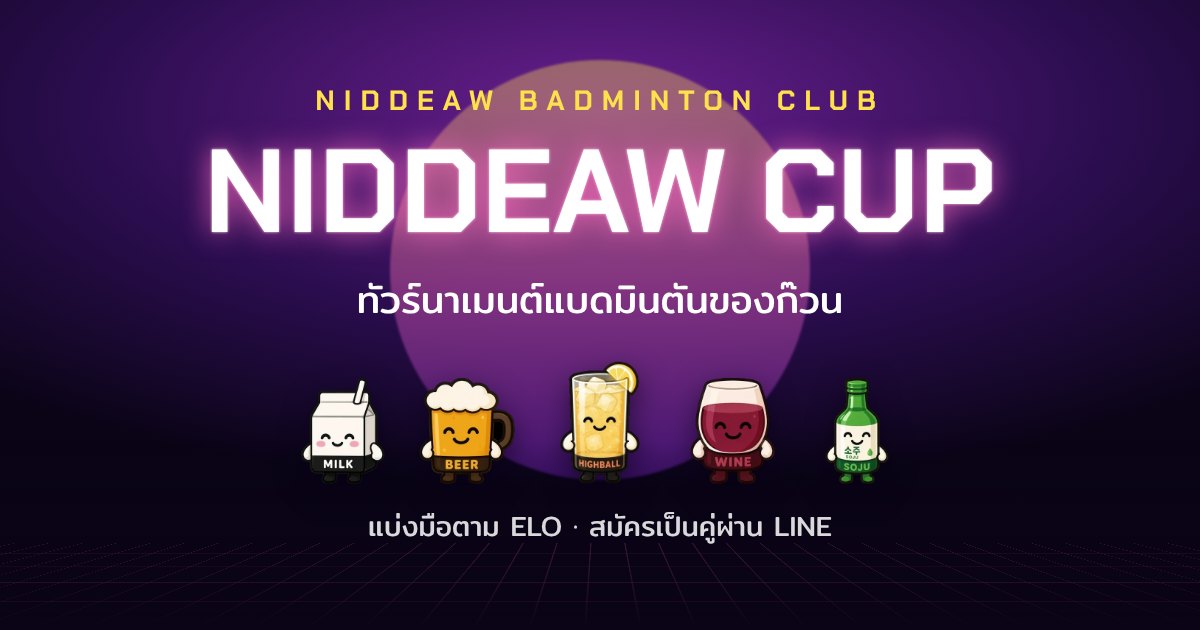 NIDDEAW BADMINTON CLUB
NIDDEAW CUP
ทัวร์นาเมนต์แบดมินตันของก๊วน
MILK
BEER
HIGHBALL
WINE
소주
SOJU
SOJU
แบ่งมือตาม ELO · สมัครเป็นคู่ผ่าน LINE